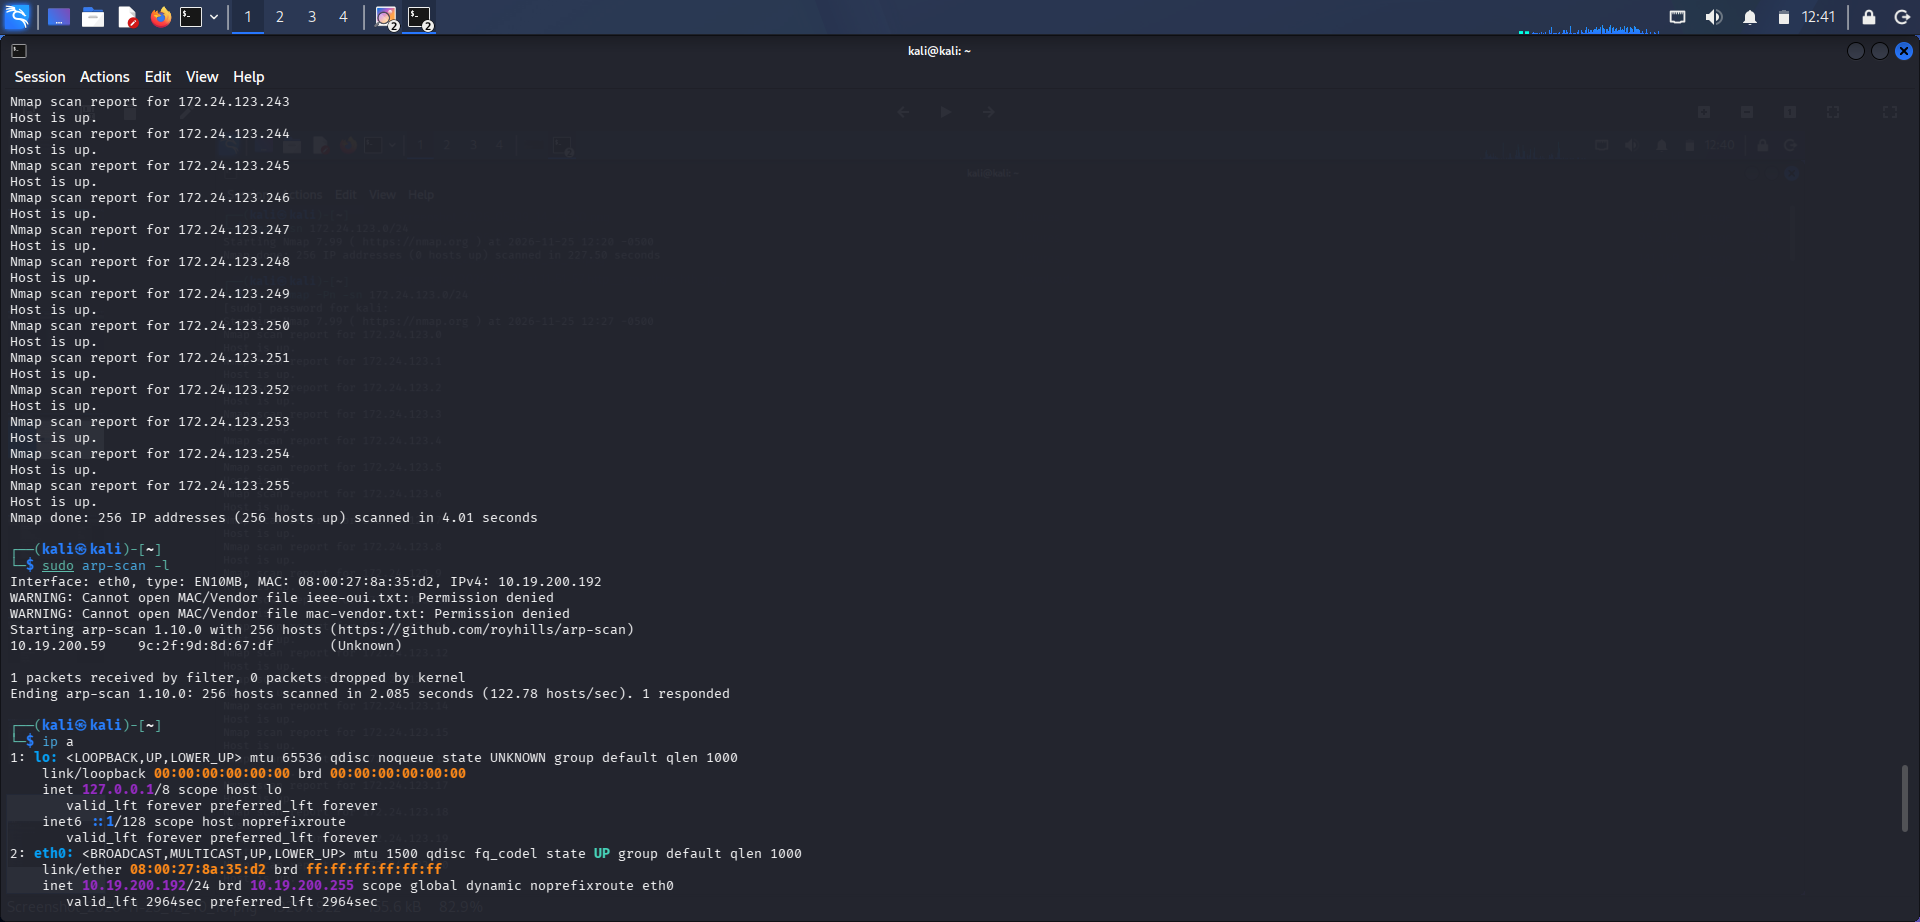 1 2 3 4 2 2 12:41
kali@kali: ~
Session Actions Edit View Help
Nmap scan report for 172.24.123.243
Host is up.
Nmap scan report for 172.24.123.244
Host is up.
Nmap scan report for 172.24.123.245
Host is up.
Nmap scan report for 172.24.123.246
Host is up.
Nmap scan report for 172.24.123.247
Host is up.
Nmap scan report for 172.24.123.248
Host is up.
Nmap scan report for 172.24.123.249
Host is up.
Nmap scan report for 172.24.123.250
Host is up.
Nmap scan report for 172.24.123.251
Host is up.
Nmap scan report for 172.24.123.252
Host is up.
Nmap scan report for 172.24.123.253
Host is up.
Nmap scan report for 172.24.123.254
Host is up.
Nmap scan report for 172.24.123.255
Host is up.
Nmap done: 256 IP addresses (256 hosts up) scanned in 4.01 seconds
┌──(kali㉿kali)-[~]
└─$ sudo arp-scan -l
Interface: eth0, type: EN10MB, MAC: 08:00:27:8a:35:d2, IPv4: 10.19.200.192
WARNING: Cannot open MAC/Vendor file ieee-oui.txt: Permission denied
WARNING: Cannot open MAC/Vendor file mac-vendor.txt: Permission denied
Starting arp-scan 1.10.0 with 256 hosts (https://github.com/royhills/arp-scan)
10.19.200.59 9c:2f:9d:8d:67:df (Unknown)
1 packets received by filter, 0 packets dropped by kernel
Ending arp-scan 1.10.0: 256 hosts scanned in 2.085 seconds (122.78 hosts/sec). 1 responded
┌──(kali㉿kali)-[~]
└─$ ip a
1: lo: <LOOPBACK,UP,LOWER_UP> mtu 65536 qdisc noqueue state UNKNOWN group default qlen 1000
link/loopback 00:00:00:00:00:00 brd 00:00:00:00:00:00
inet 127.0.0.1/8 scope host lo
valid_lft forever preferred_lft forever
inet6 ::1/128 scope host noprefixroute
valid_lft forever preferred_lft forever
2: eth0: <BROADCAST,MULTICAST,UP,LOWER_UP> mtu 1500 qdisc fq_codel state UP group default qlen 1000
link/ether 08:00:27:8a:35:d2 brd ff:ff:ff:ff:ff:ff
inet 10.19.200.192/24 brd 10.19.200.255 scope global dynamic noprefixroute eth0
valid_lft 2964sec preferred_lft 2964sec